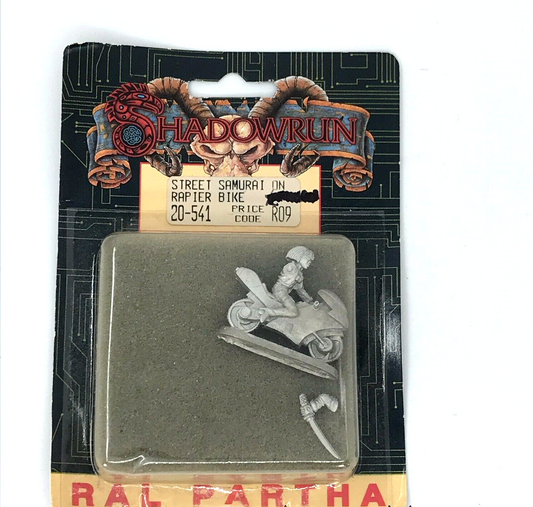 SHADOWRUN
STREET SAMURAI ON
RAPIER BIKE
20-541 PRICE CODE R09
RAL PARTHA